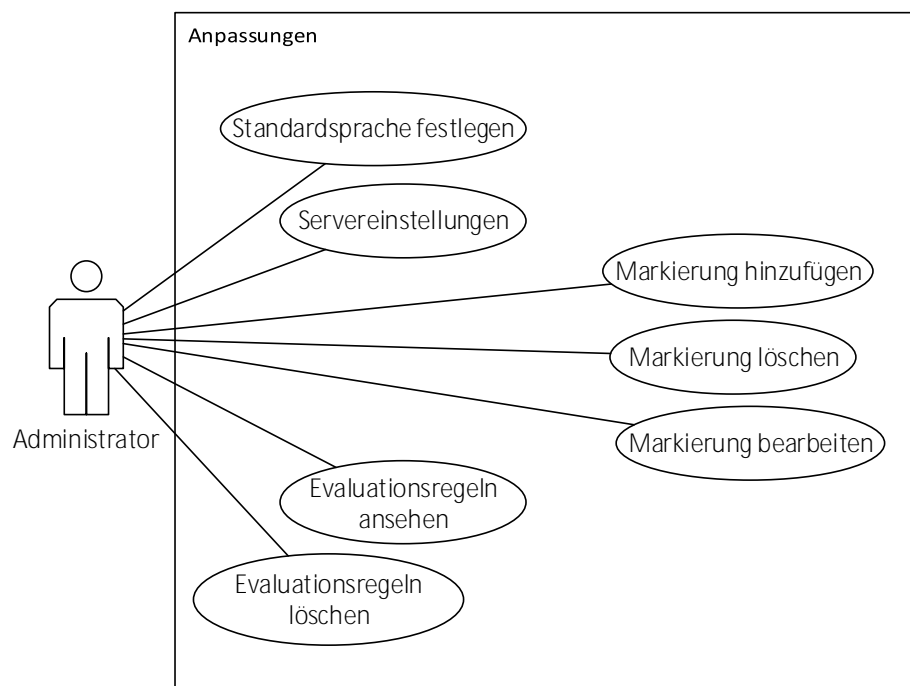 Anpassungen
Standardsprache festlegen
Servereinstellungen
Markierung hinzufügen
Markierung löschen
Markierung bearbeiten
Administrator
Evaluationsregeln
ansehen
Evaluationsregeln
löschen